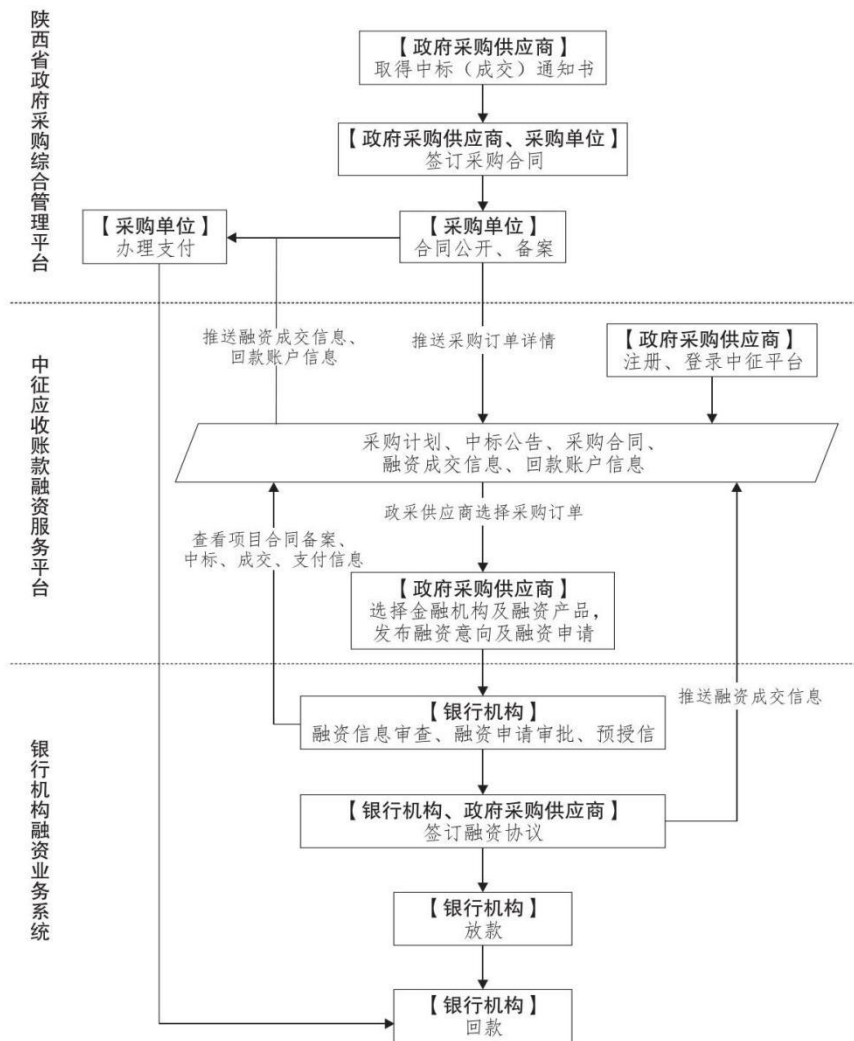 陕西省政府采购综合管理平台
【政府采购供应商】
取得中标（成交）通知书
【政府采购供应商、采购单位】
签订采购合同
【采购单位】
办理支付
【采购单位】
合同公开、备案
中征应收账款融资服务平台
推送融资成交信息、
回款账户信息
推送采购订单详情
【政府采购供应商】
注册、登录中征平台
采购计划、中标公告、采购合同、
融资成交信息、回款账户信息
政采供应商选择采购订单
查看项目合同备案、
中标、成交、支付信息
【政府采购供应商】
选择金融机构及融资产品，
发布融资意向及融资申请
银行机构融资业务系统
【银行机构】
融资信息审查、融资申请审批、预授信
推送融资成交信息
【银行机构、政府采购供应商】
签订融资协议
【银行机构】
放款
【银行机构】
回款